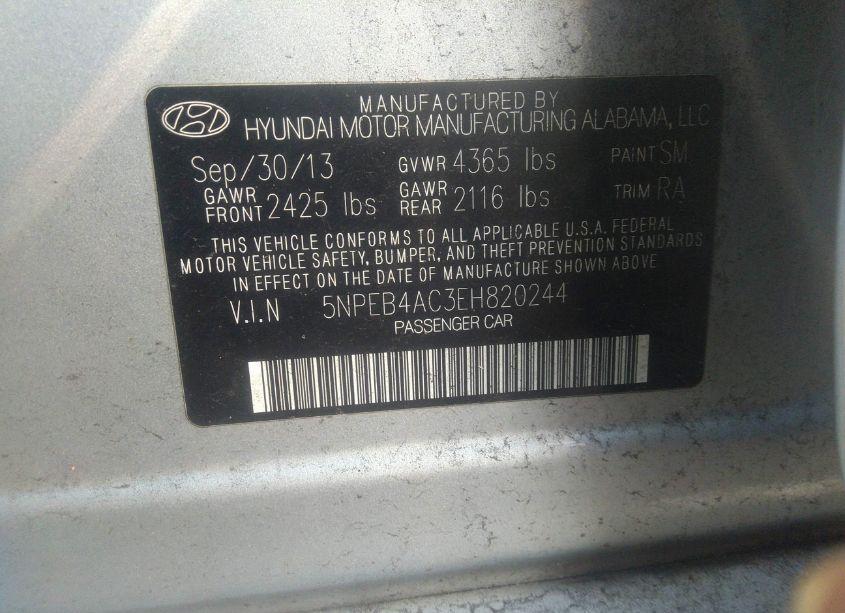 MANUFACTURED BY
HYUNDAI MOTOR MANUFACTURING ALABAMA, LLC
Sep/30/13 GVWR 4365 lbs PAINT SM
GAWR FRONT 2425 lbs GAWR REAR 2116 lbs TRIM RA
THIS VEHICLE CONFORMS TO ALL APPLICABLE U.S.A. FEDERAL
MOTOR VEHICLE SAFETY, BUMPER, AND THEFT PREVENTION STANDARDS
IN EFFECT ON THE DATE OF MANUFACTURE SHOWN ABOVE
V.I.N 5NPEB4AC3EH820244
PASSENGER CAR